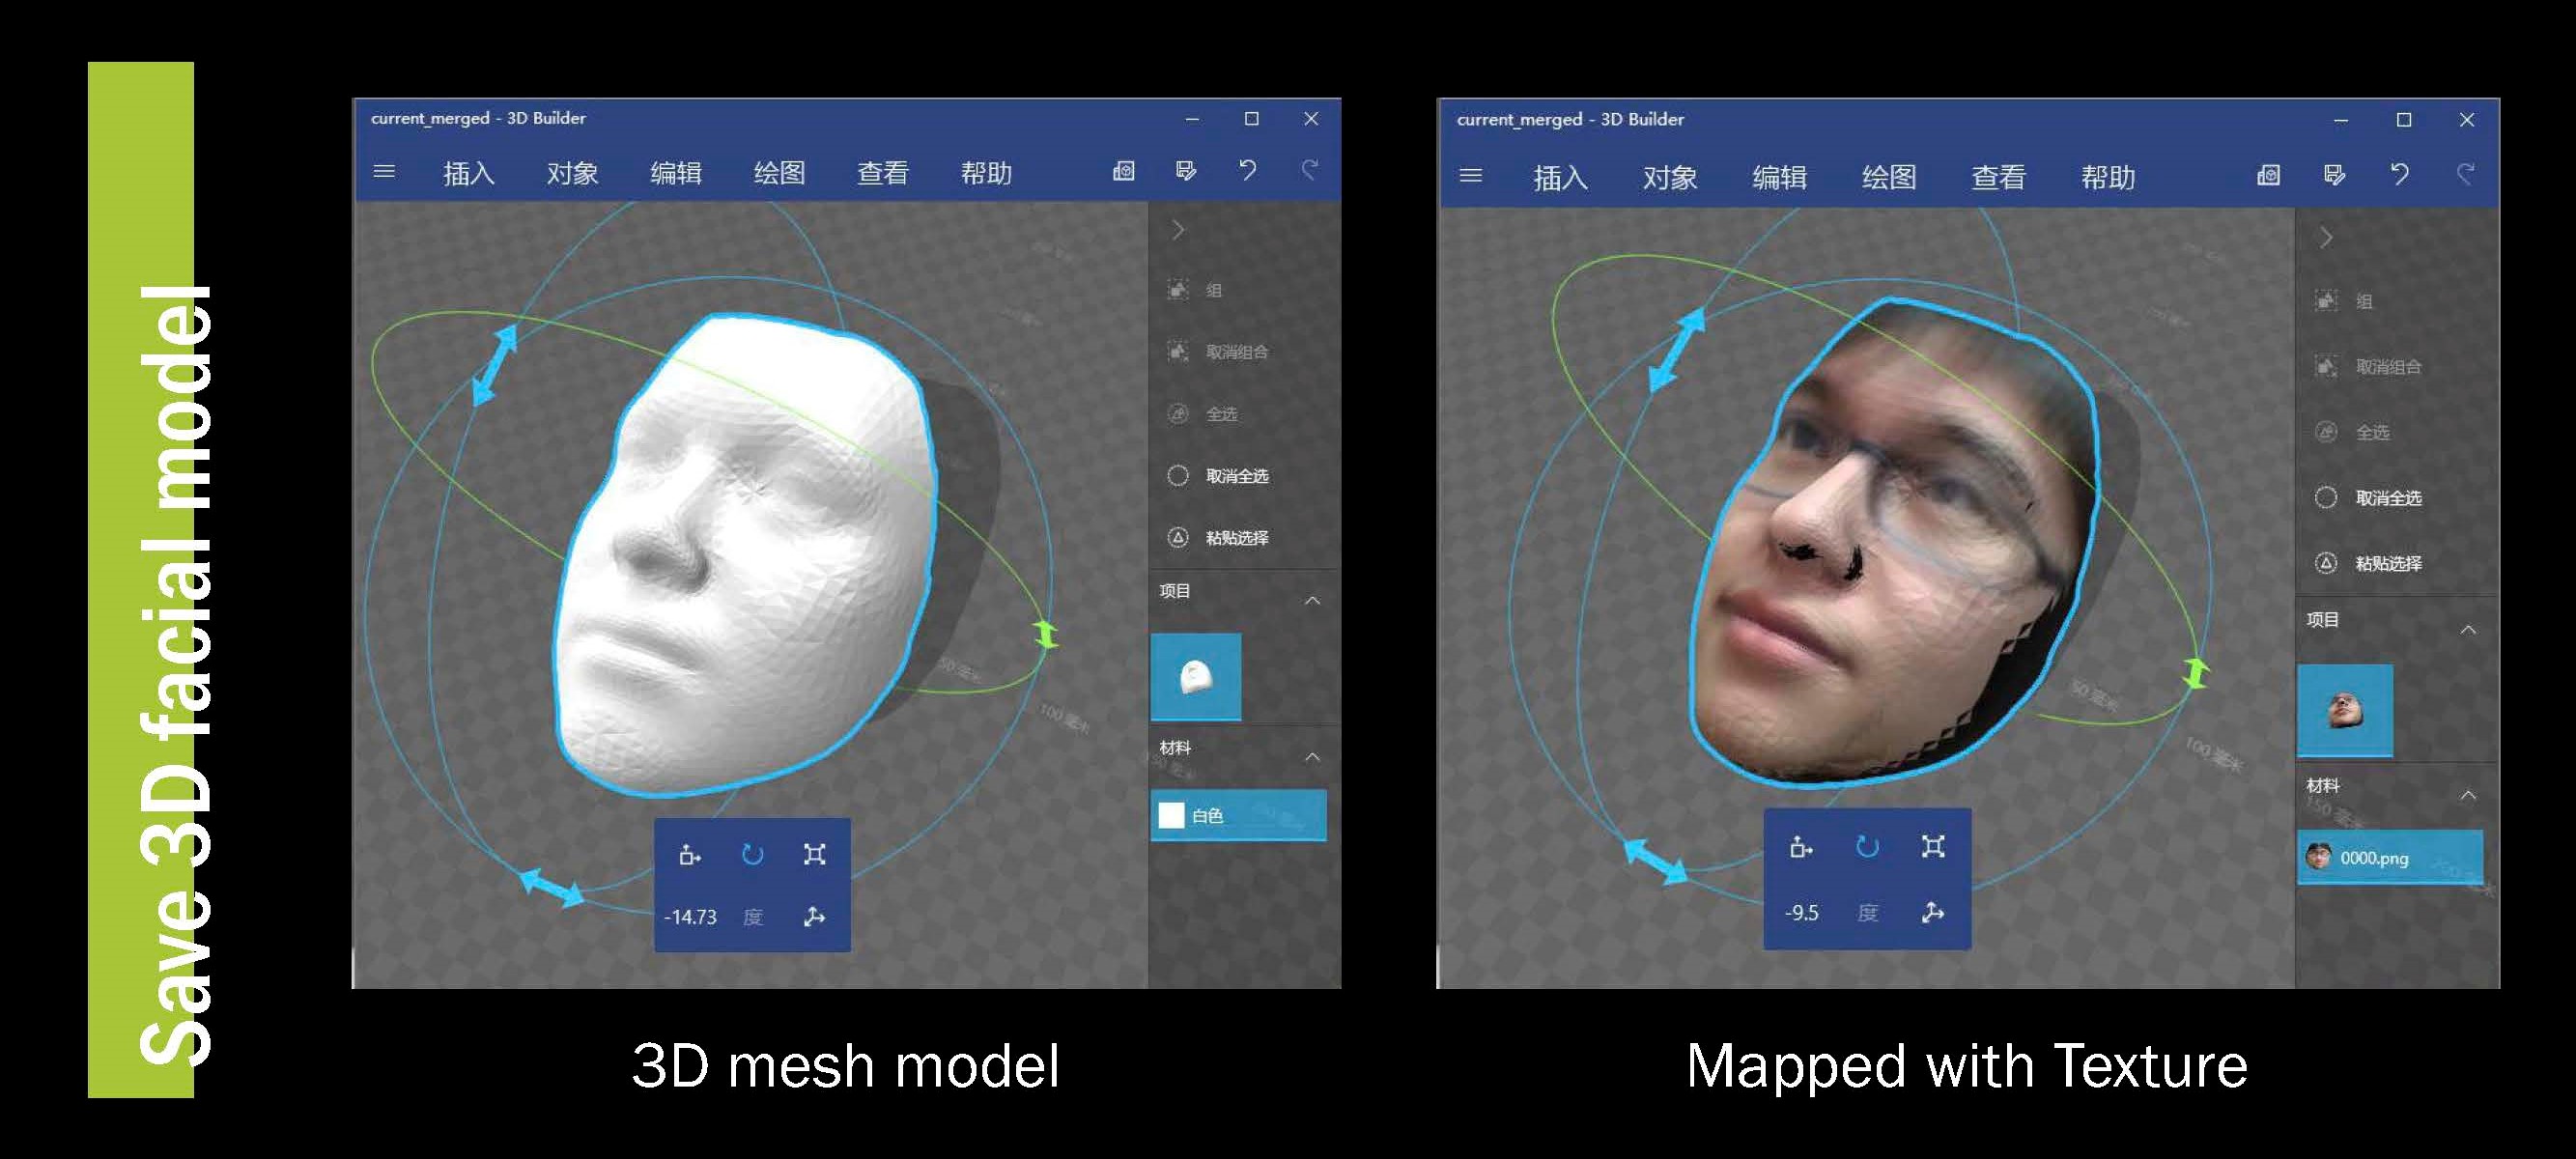 Save 3D facial model
current_merged - 3D Builder
插入 对象 编辑 绘图 查看 帮助
组
取消组合
全选
取消全选
粘贴选择
项目
材料
白色
50 毫米
100 毫米
-14.73 度
3D mesh model
current_merged - 3D Builder
插入 对象 编辑 绘图 查看 帮助
组
取消组合
全选
取消全选
粘贴选择
项目
材料
150 毫米
0000.png
50 毫米
100 毫米
-9.5 度
Mapped with Texture